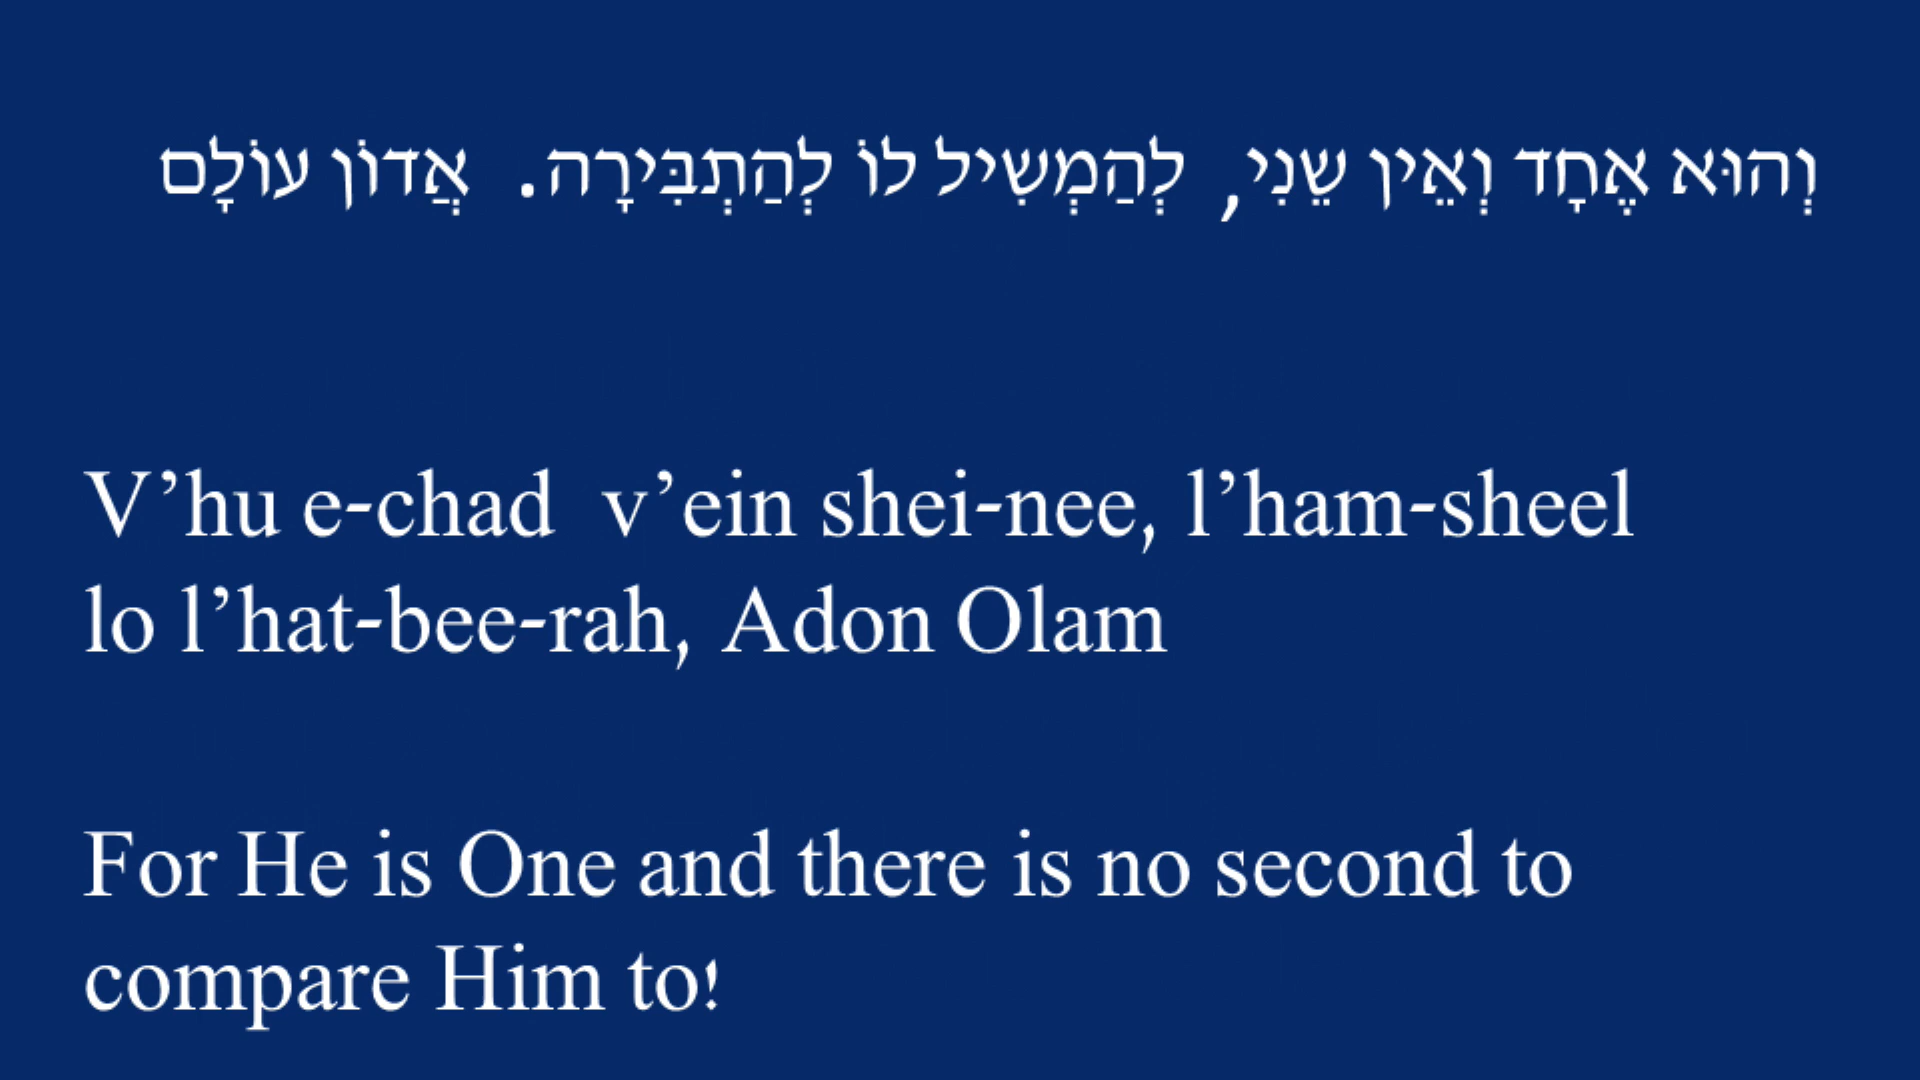 וְהוּא אֶחָד וְאֵין שֵׁנִי, לְהַמְשִׁיל לוֹ לְהַתְבִּירָה. אֲדוֹן עוֹלָם
V’hu e-chad v’ein shei-nee, l’ham-sheel
lo l’hat-bee-rah, Adon Olam
For He is One and there is no second to
compare Him to!